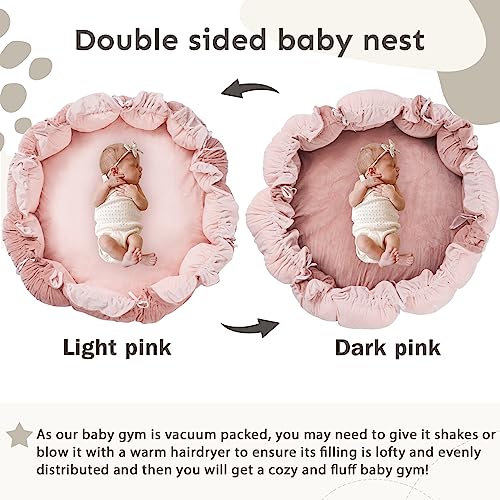 Double sided baby nest
Light pink
Dark pink
As our baby gym is vacuum packed, you may need to give it shakes or
blow it with a warm hairdryer to ensure its filling is lofty and evenly
distributed and then you will get a cozy and fluff baby gym!